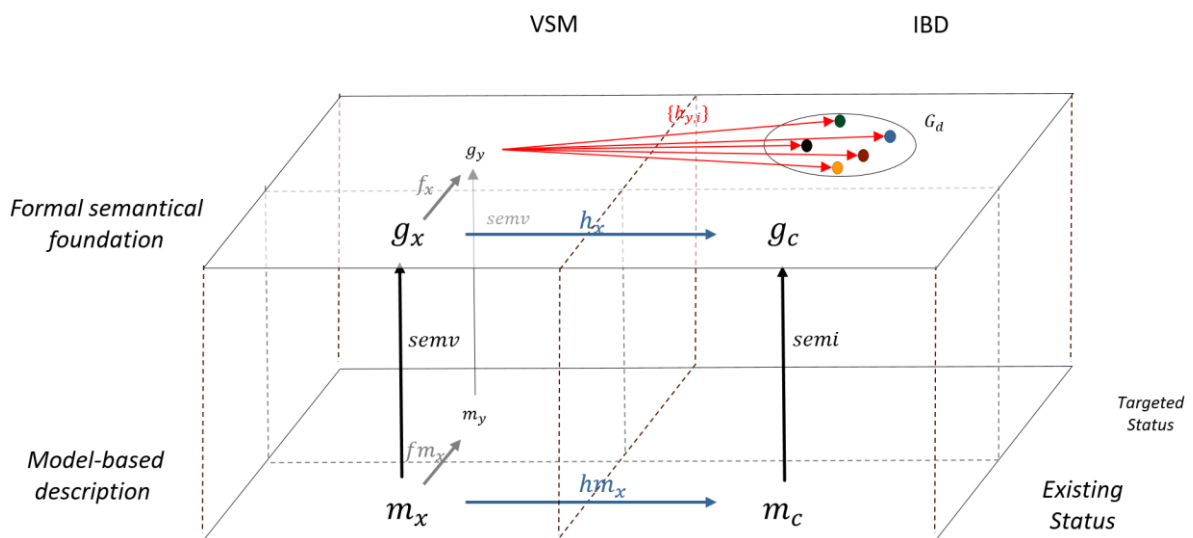 VSM IBD
{h_{y,i}} G_d
g_y
f_x
Formal semantical
foundation
semv h_x
g_x g_c
semv semi
Targeted
Status
m_y
Model-based
description
fm_x
hm_x
m_x m_c
Existing
Status